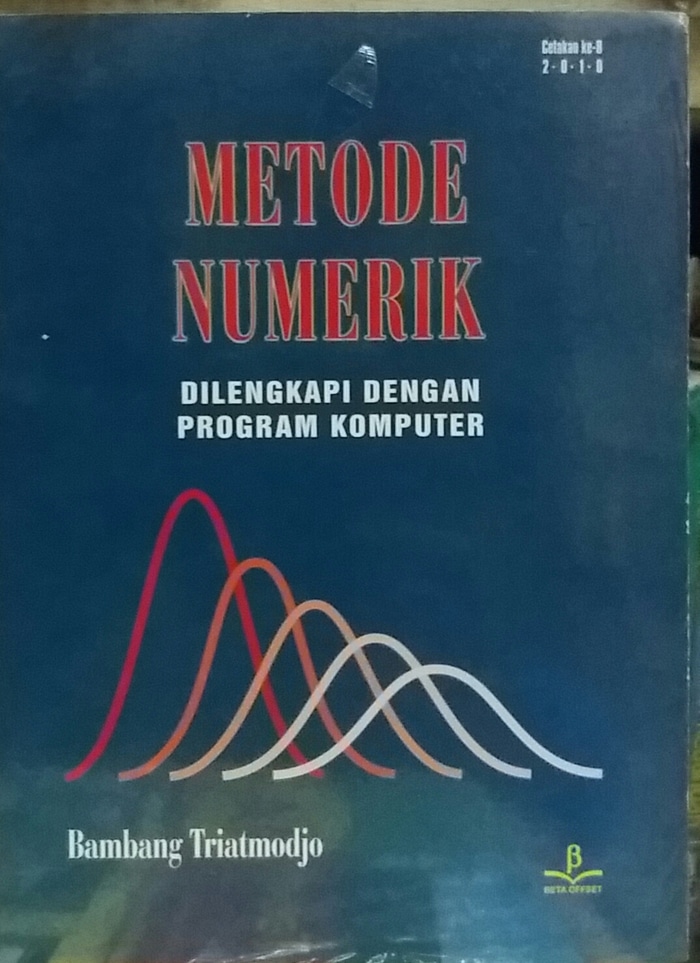 Cetakan ke-8
2 • 0 • 1 • 0
METODE
NUMERIK
DILENGKAPI DENGAN
PROGRAM KOMPUTER
Bambang Triatmodjo
β
BETA OFFSET